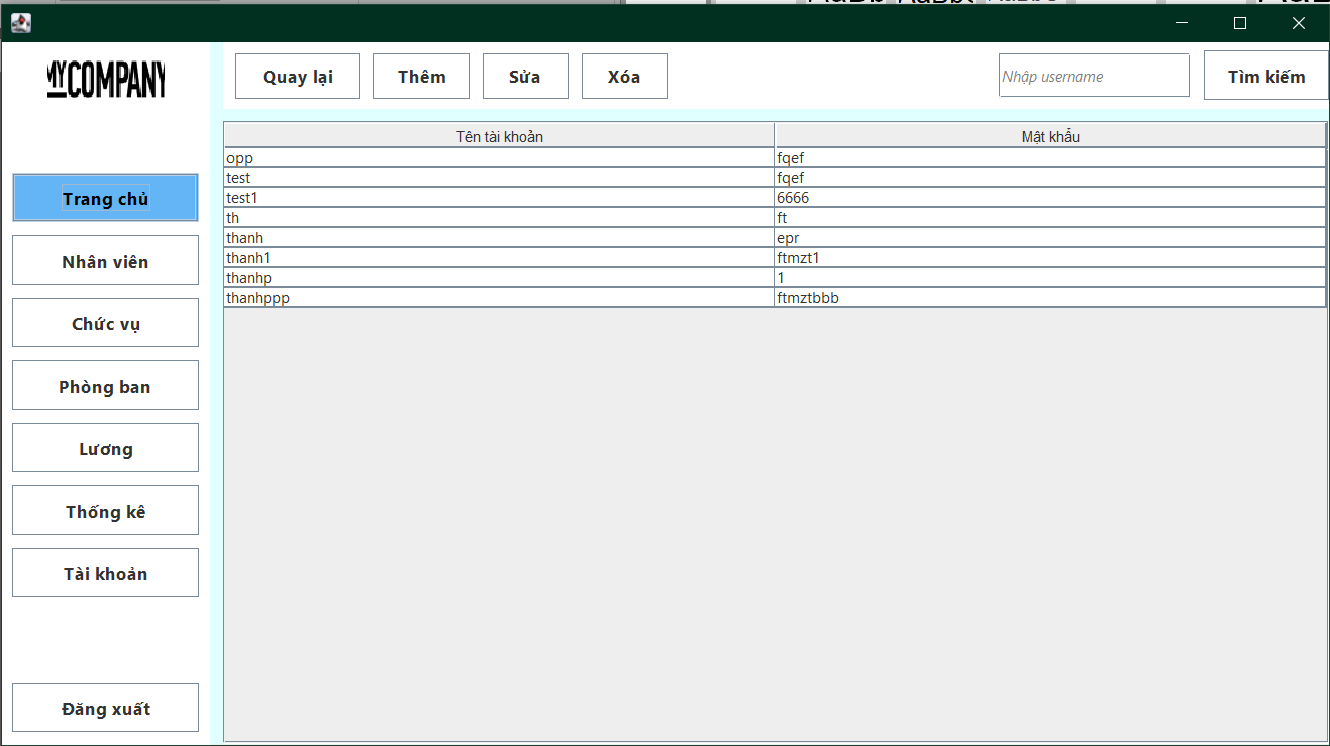 MYCOMPANY
Quay lại Thêm Sửa Xóa Nhập username Tìm kiếm
Trang chủ
Nhân viên
Chức vụ
Phòng ban
Lương
Thống kê
Tài khoản
Đăng xuất
Tên tài khoản Mật khẩu
opp fqef
test fqef
test1 6666
th ft
thanh epr
thanh1 ftmzt1
thanhp 1
thanhppp ftmztbbb